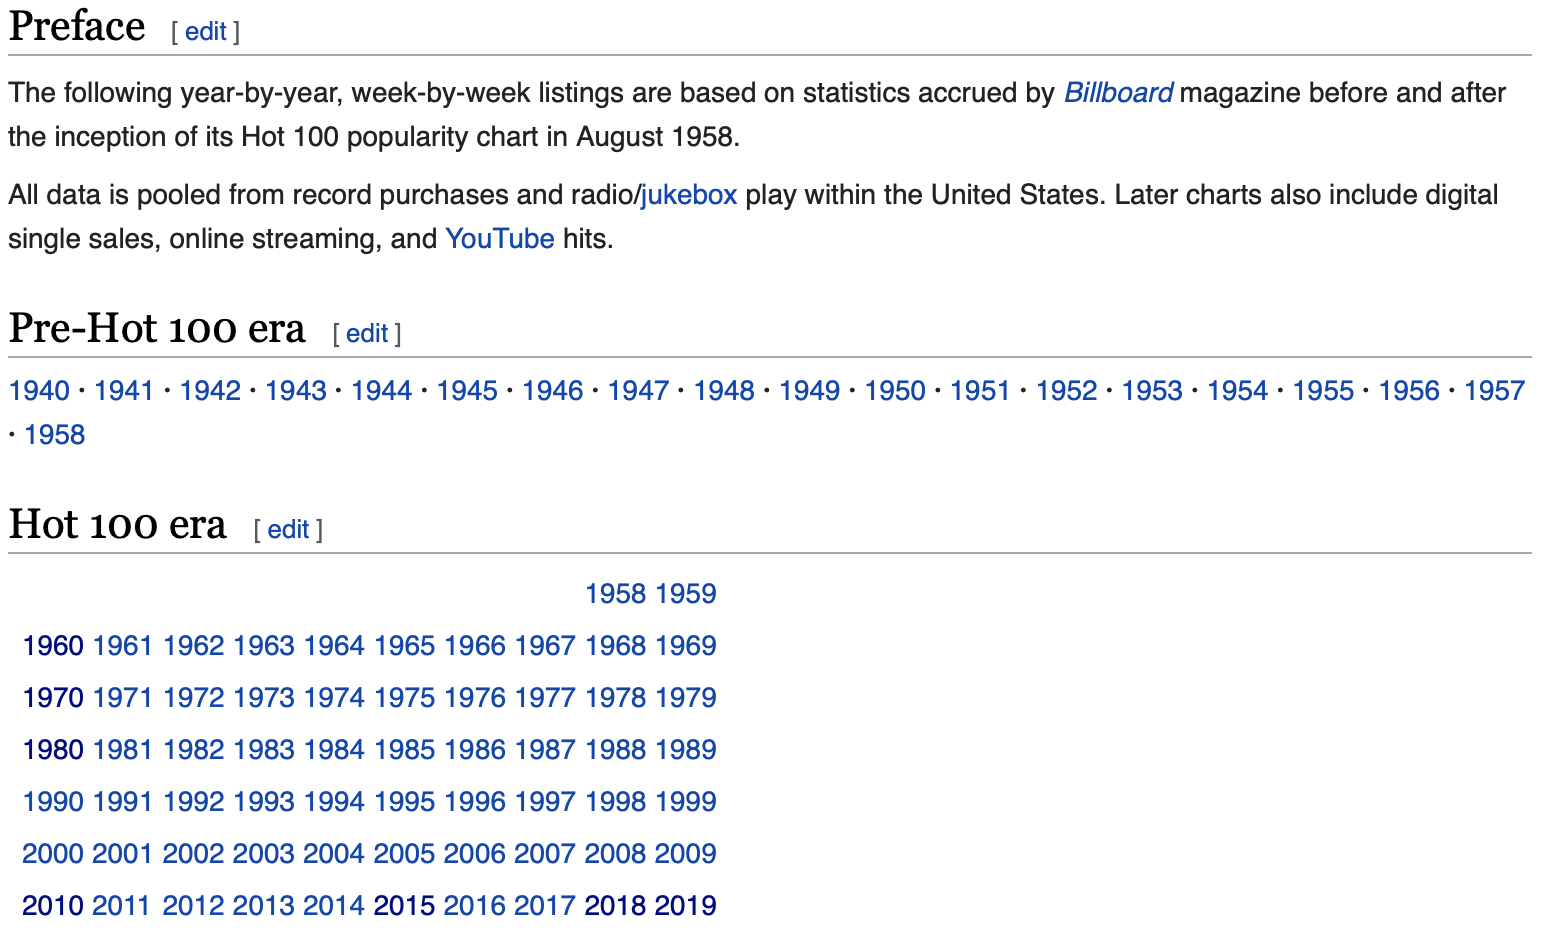 Preface [ edit ]
The following year-by-year, week-by-week listings are based on statistics accrued by Billboard magazine before and after
the inception of its Hot 100 popularity chart in August 1958.
All data is pooled from record purchases and radio/jukebox play within the United States. Later charts also include digital
single sales, online streaming, and YouTube hits.
Pre-Hot 100 era [ edit ]
1940 · 1941 · 1942 · 1943 · 1944 · 1945 · 1946 · 1947 · 1948 · 1949 · 1950 · 1951 · 1952 · 1953 · 1954 · 1955 · 1956 · 1957
· 1958
Hot 100 era [ edit ]
1958 1959
1960 1961 1962 1963 1964 1965 1966 1967 1968 1969
1970 1971 1972 1973 1974 1975 1976 1977 1978 1979
1980 1981 1982 1983 1984 1985 1986 1987 1988 1989
1990 1991 1992 1993 1994 1995 1996 1997 1998 1999
2000 2001 2002 2003 2004 2005 2006 2007 2008 2009
2010 2011 2012 2013 2014 2015 2016 2017 2018 2019